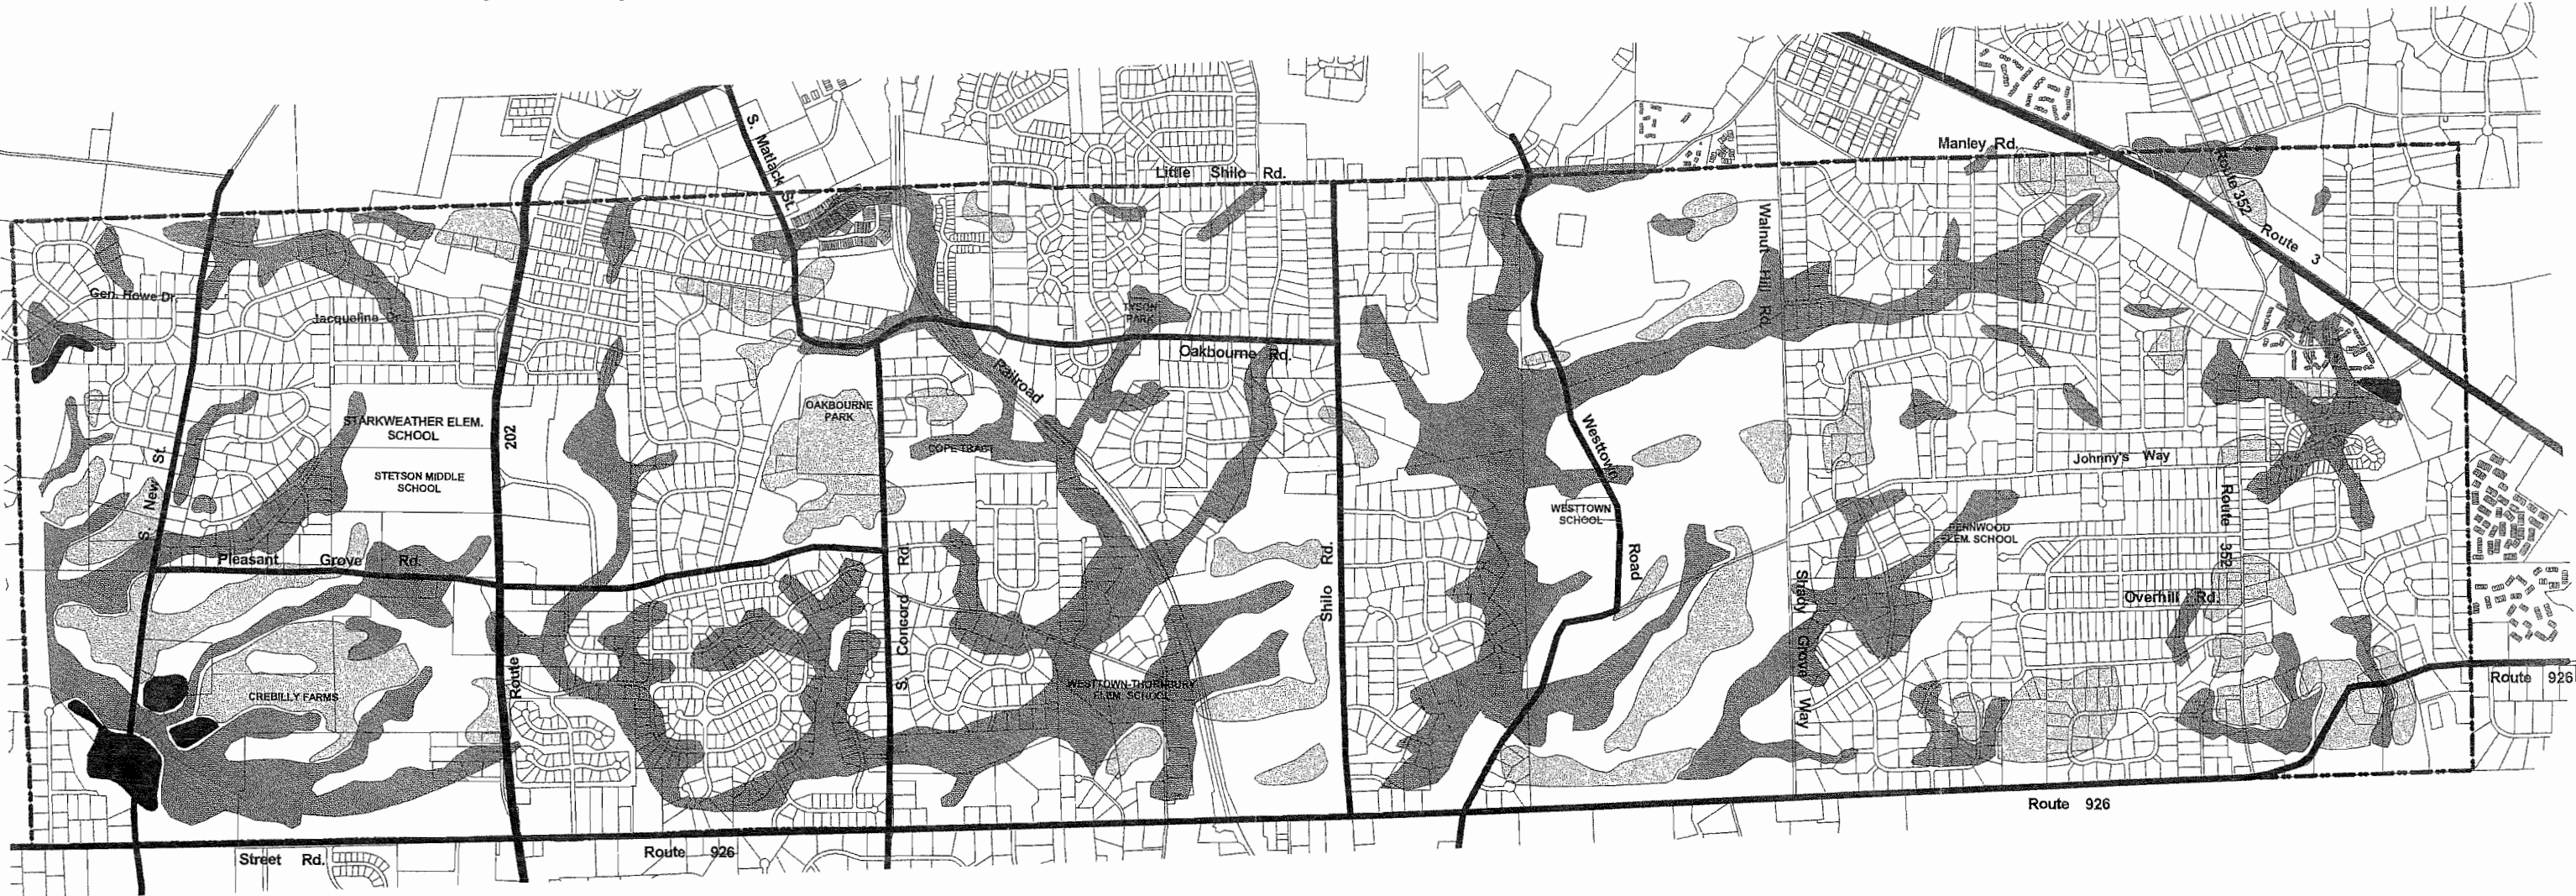 S. Matlack St.
Manley Rd.
Little Shilo Rd.
Route 352
Walnut Hill Rd.
Route 3
Gen. Howe Dr.
Jacqueline Dr.
TYSON
PARK
Oakbourne Rd.
Railroad
OAKBOURNE
PARK
STARKWEATHER ELEM.
SCHOOL
202
COPE TRACT
Westtown
Johnny's Way
STETSON MIDDLE
SCHOOL
S. New St.
WESTTOWN
SCHOOL
Route 352
PENNWOOD
ELEM. SCHOOL
Pleasant Grove Rd.
Road
Shilo Rd.
S. Concord Rd.
Shady Grove Way
Overhill Rd.
Route
CREBILLY FARMS
WESTTOWN-THORNBURY
ELEM. SCHOOL
Route 926
Route 926
Street Rd.
Route 926